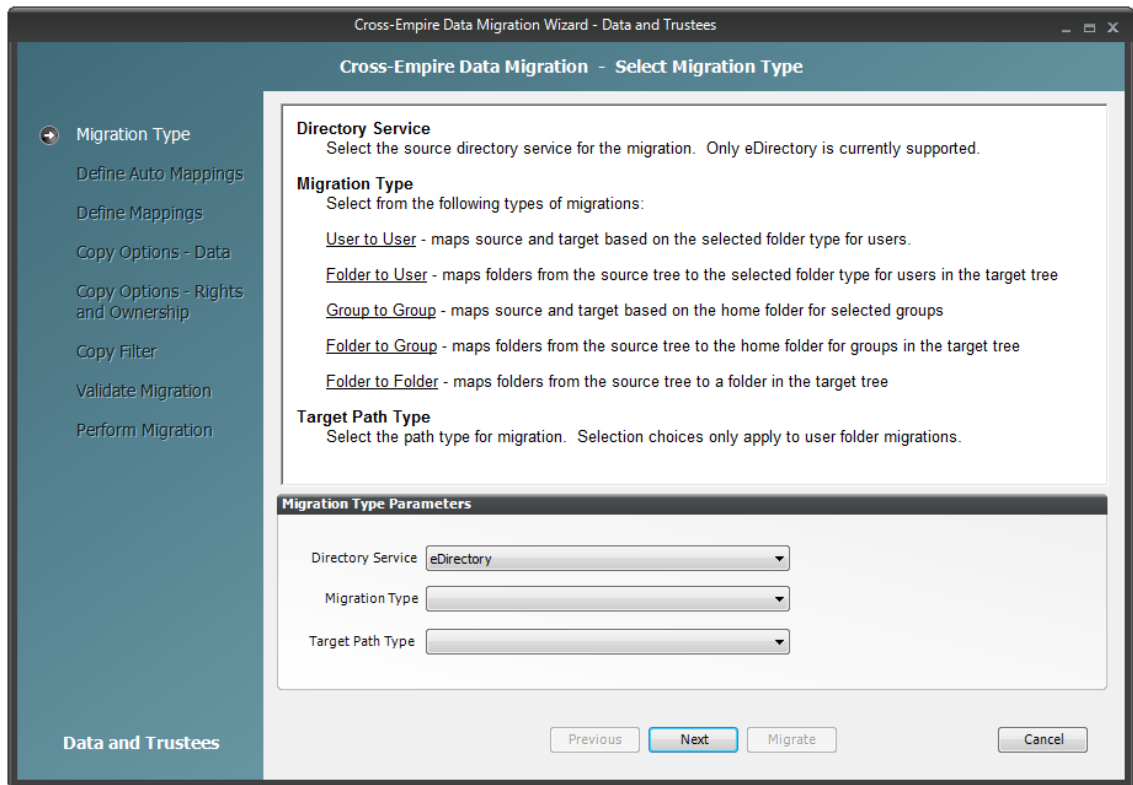 Cross-Empire Data Migration Wizard - Data and Trustees
Cross-Empire Data Migration - Select Migration Type
Migration Type
Define Auto Mappings
Define Mappings
Copy Options - Data
Copy Options - Rights
and Ownership
Copy Filter
Validate Migration
Perform Migration
Data and Trustees
Directory Service
Select the source directory service for the migration. Only eDirectory is currently supported.
Migration Type
Select from the following types of migrations:
User to User - maps source and target based on the selected folder type for users.
Folder to User - maps folders from the source tree to the selected folder type for users in the target tree
Group to Group - maps source and target based on the home folder for selected groups
Folder to Group - maps folders from the source tree to the home folder for groups in the target tree
Folder to Folder - maps folders from the source tree to a folder in the target tree
Target Path Type
Select the path type for migration. Selection choices only apply to user folder migrations.
Migration Type Parameters
Directory Service eDirectory
Migration Type
Target Path Type
Previous Next Migrate Cancel